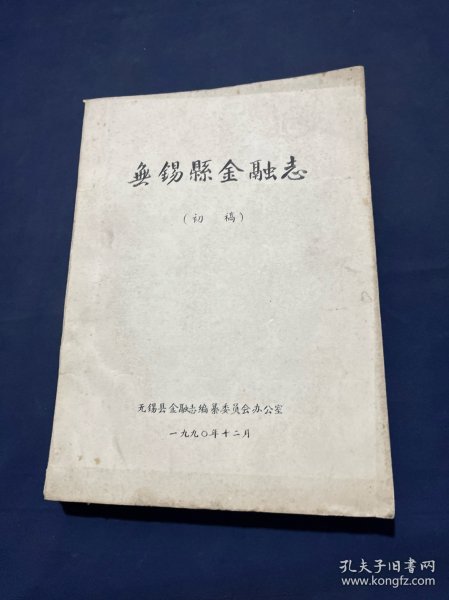 無錫縣金融志
(初 稿)
无锡县金融志编纂委员会办公室
一九九〇年十二月
孔夫子旧书网
www.kongfz.com